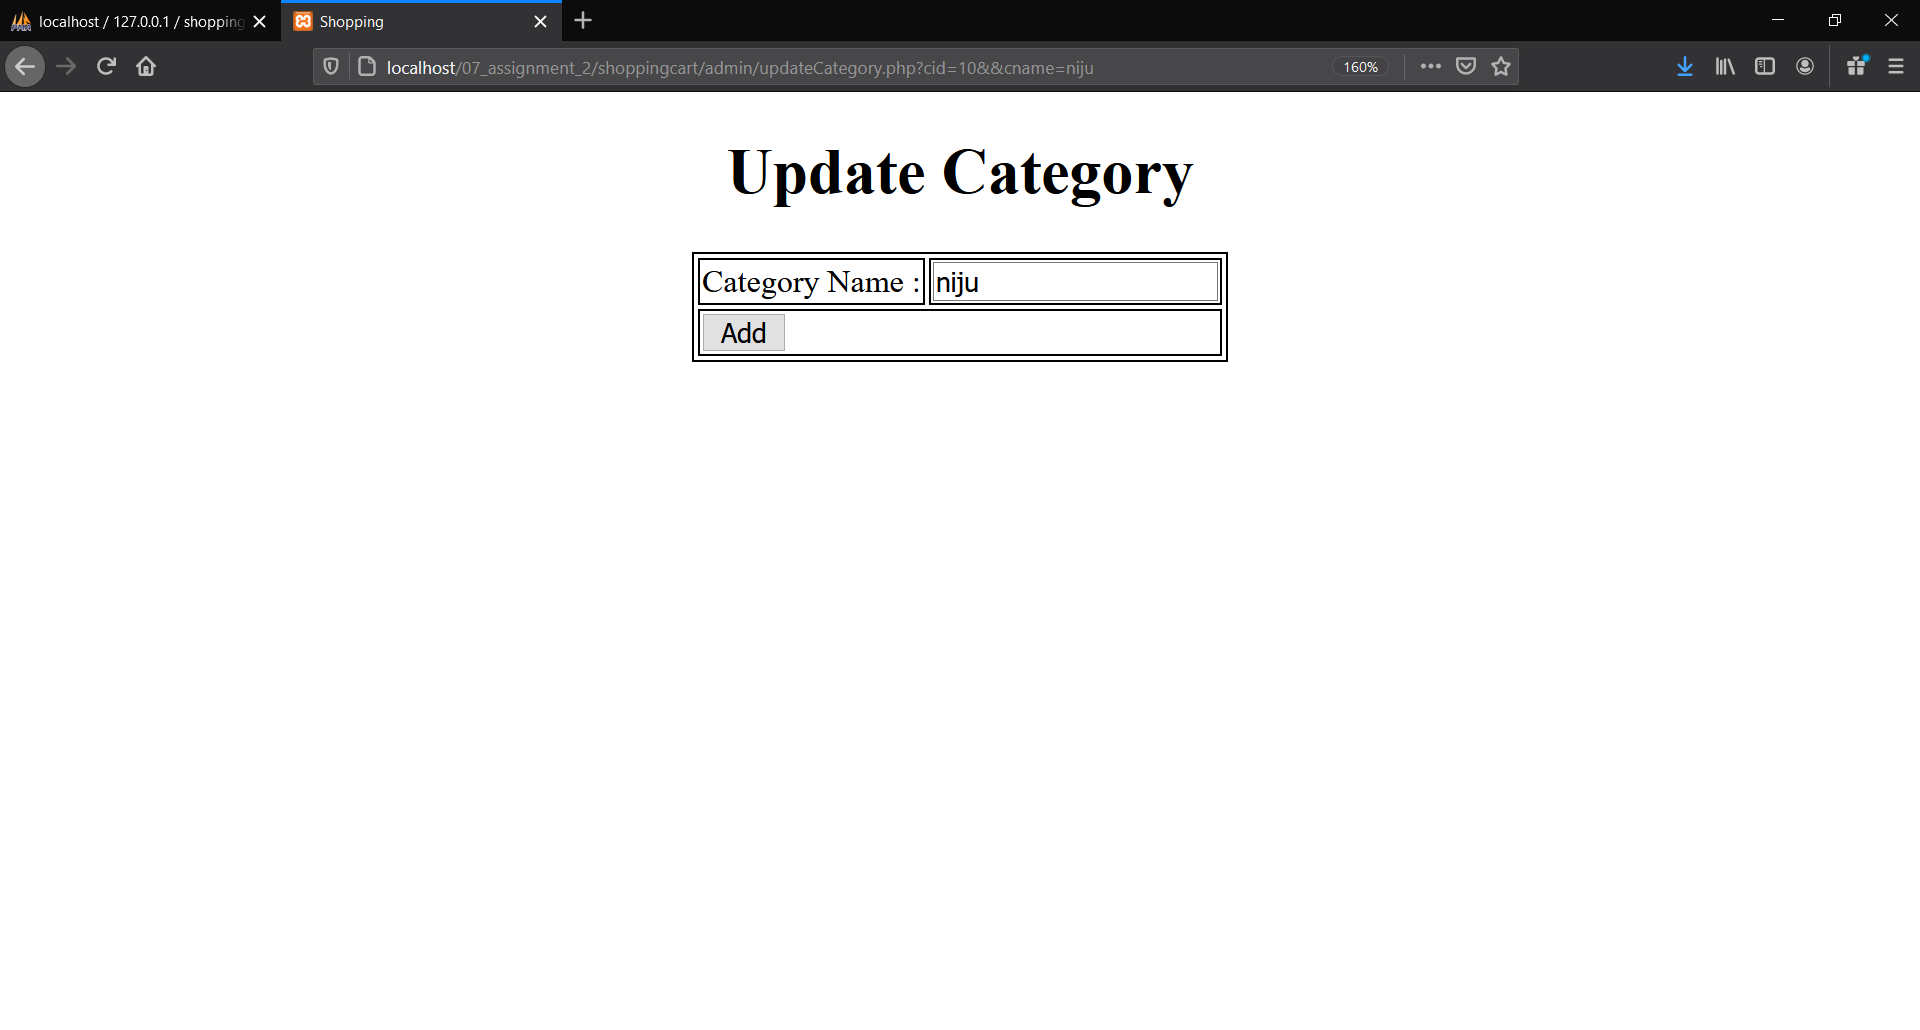 localhost / 127.0.0.1 / shopping
Shopping
localhost/07_assignment_2/shoppingcart/admin/updateCategory.php?cid=10&&cname=niju
160%
Update Category
Category Name : niju
Add